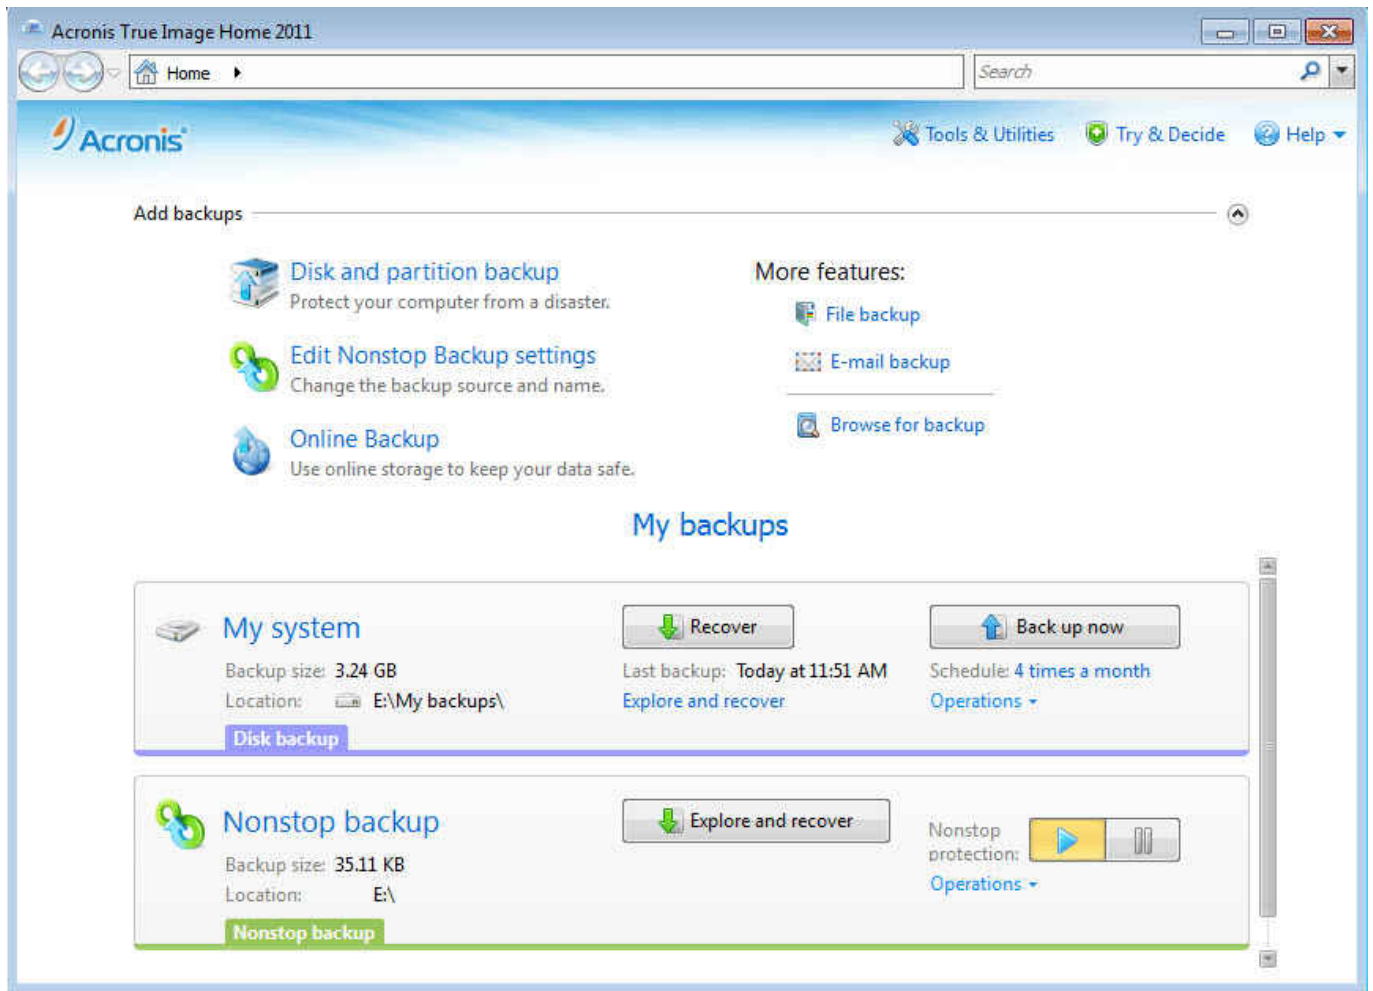 Acronis True Image Home 2011
Home
Search
Acronis
Tools & Utilities
Try & Decide
Help
Add backups
Disk and partition backup
Protect your computer from a disaster.
Edit Nonstop Backup settings
Change the backup source and name.
Online Backup
Use online storage to keep your data safe.
More features:
File backup
E-mail backup
Browse for backup
My backups
My system
Recover
Back up now
Backup size: 3.24 GB
Last backup: Today at 11:51 AM
Schedule: 4 times a month
Location: E:\My backups\
Explore and recover
Operations
Disk backup
Nonstop backup
Explore and recover
Nonstop
protection:
Backup size: 35.11 KB
Operations
Location: E:\
Nonstop backup